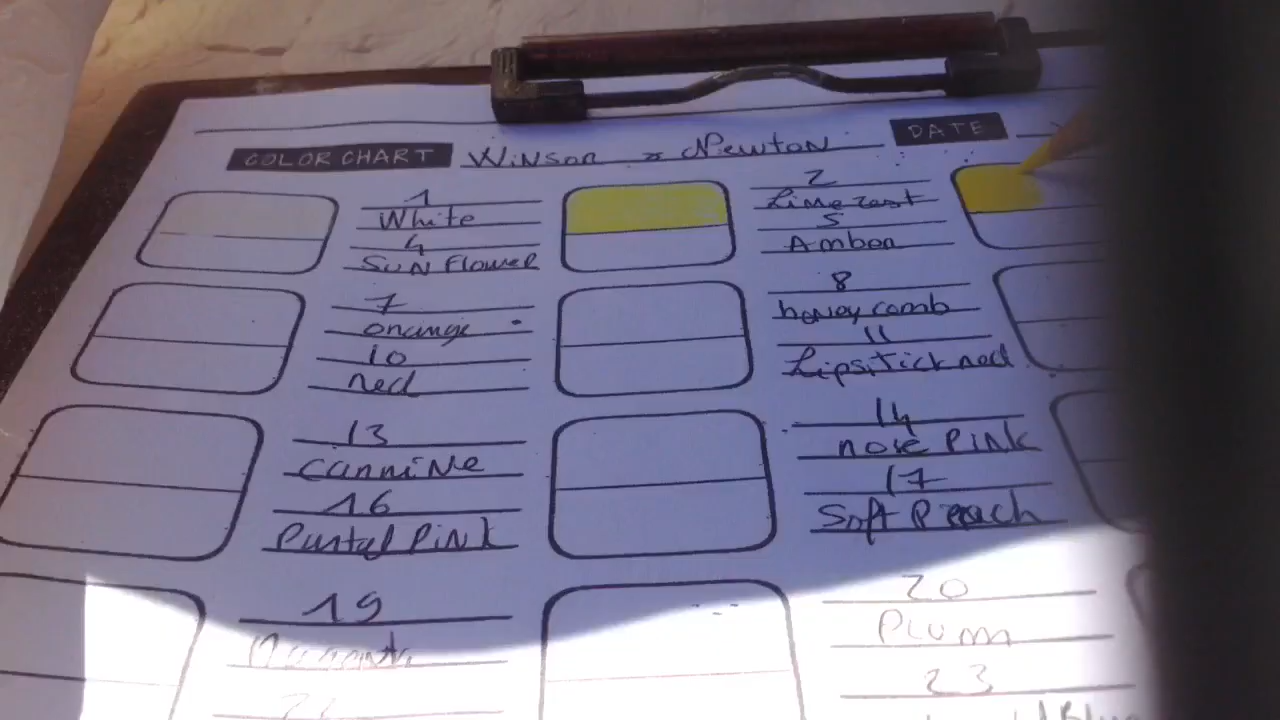 COLOR CHART Winsor & Newton DATE
1
White
4
SUN Flower
2
Lime zest
5
Amber
7
orange
10
red
8
honey comb
11
Lipstick red
13
carmiNe
16
Pastel Pink
14
rose Pink
17
Soft Peach
19
Magenta
22
20
Plum
23